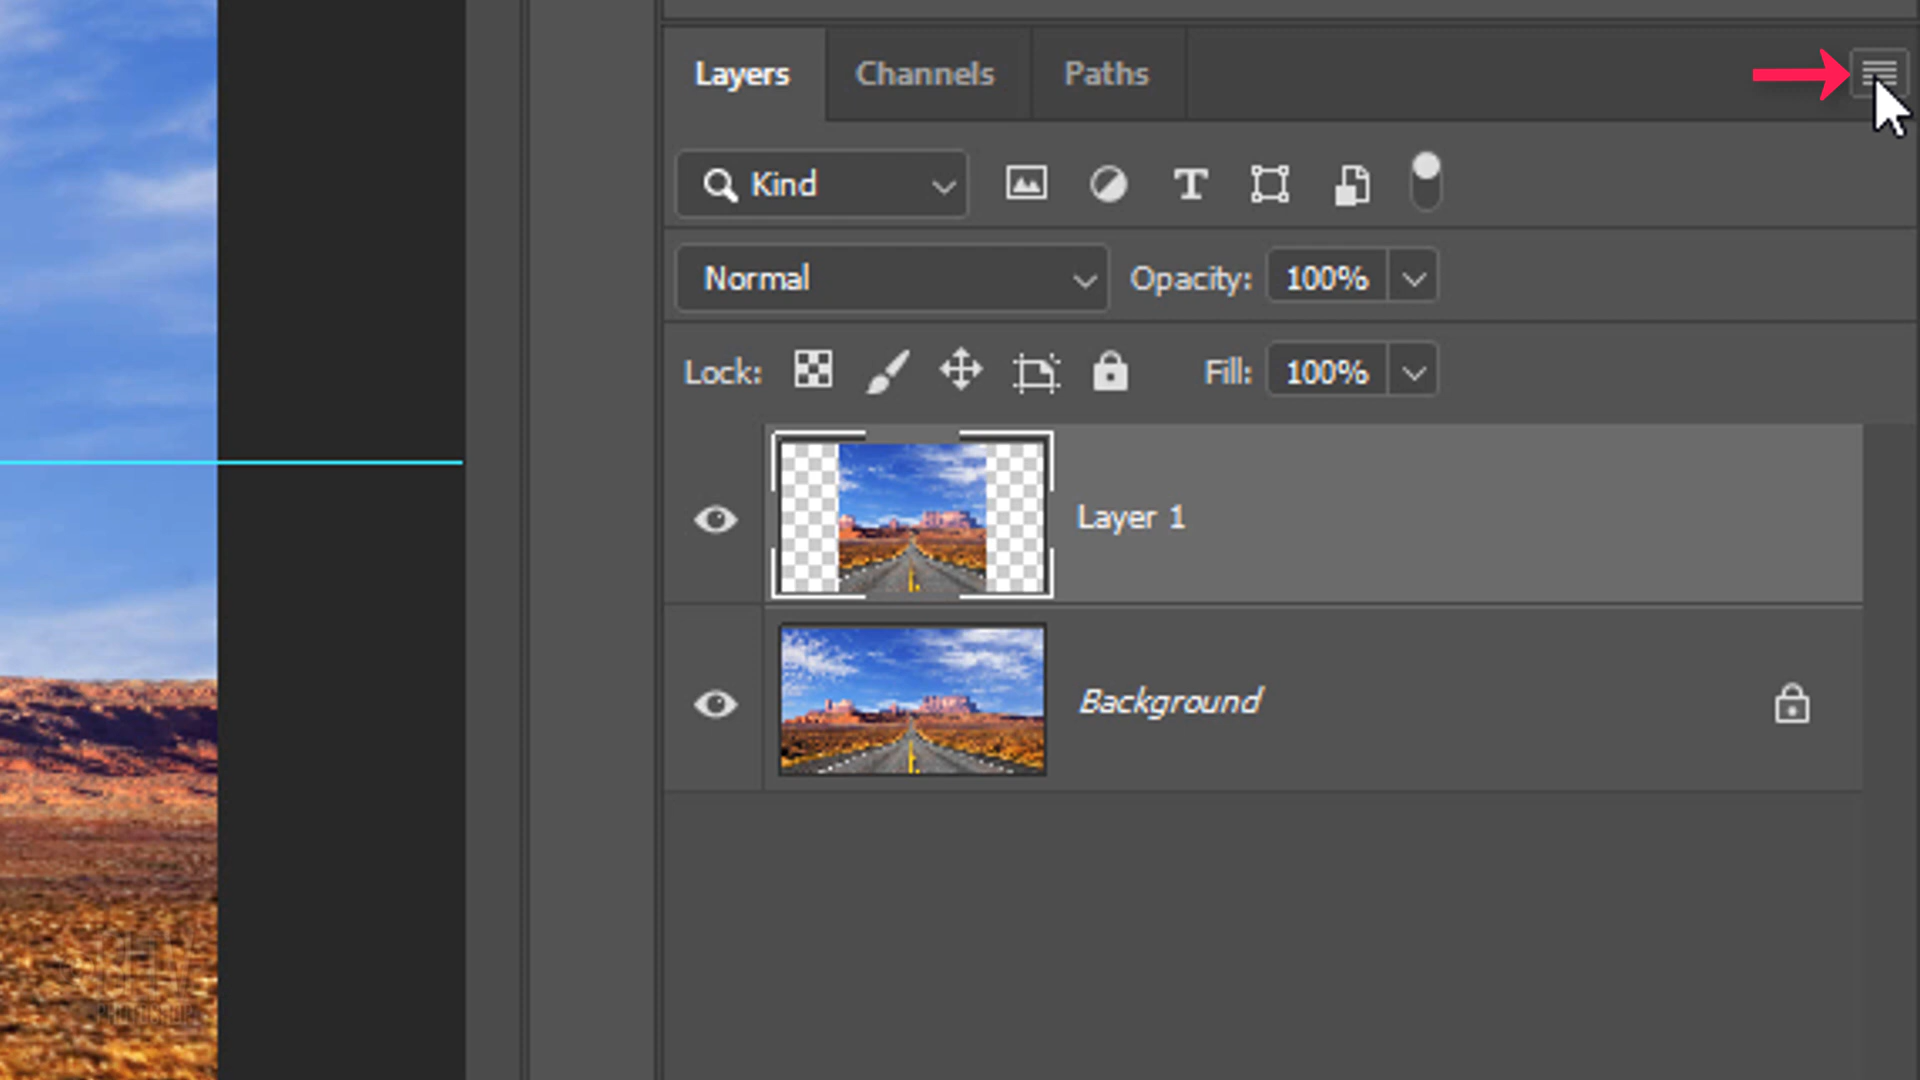 Layers Channels Paths
Kind
Normal Opacity: 100%
Lock: Fill: 100%
Layer 1
Background